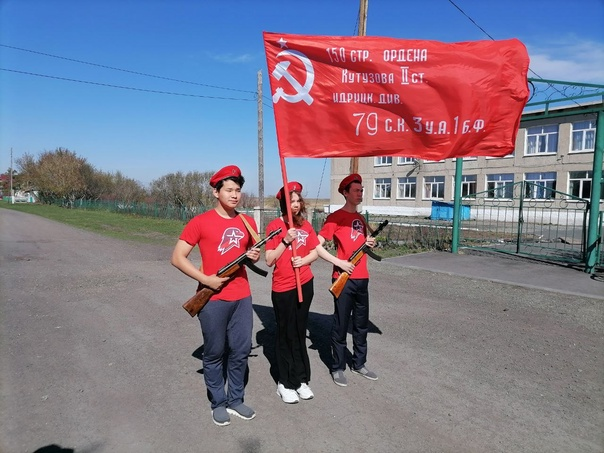 150 СТР. ОРДЕНА
КУТУЗОВА II СТ.
ИДРИЦК ДИВ.
79 С.К. 3 У.А. 1 Б.Ф.